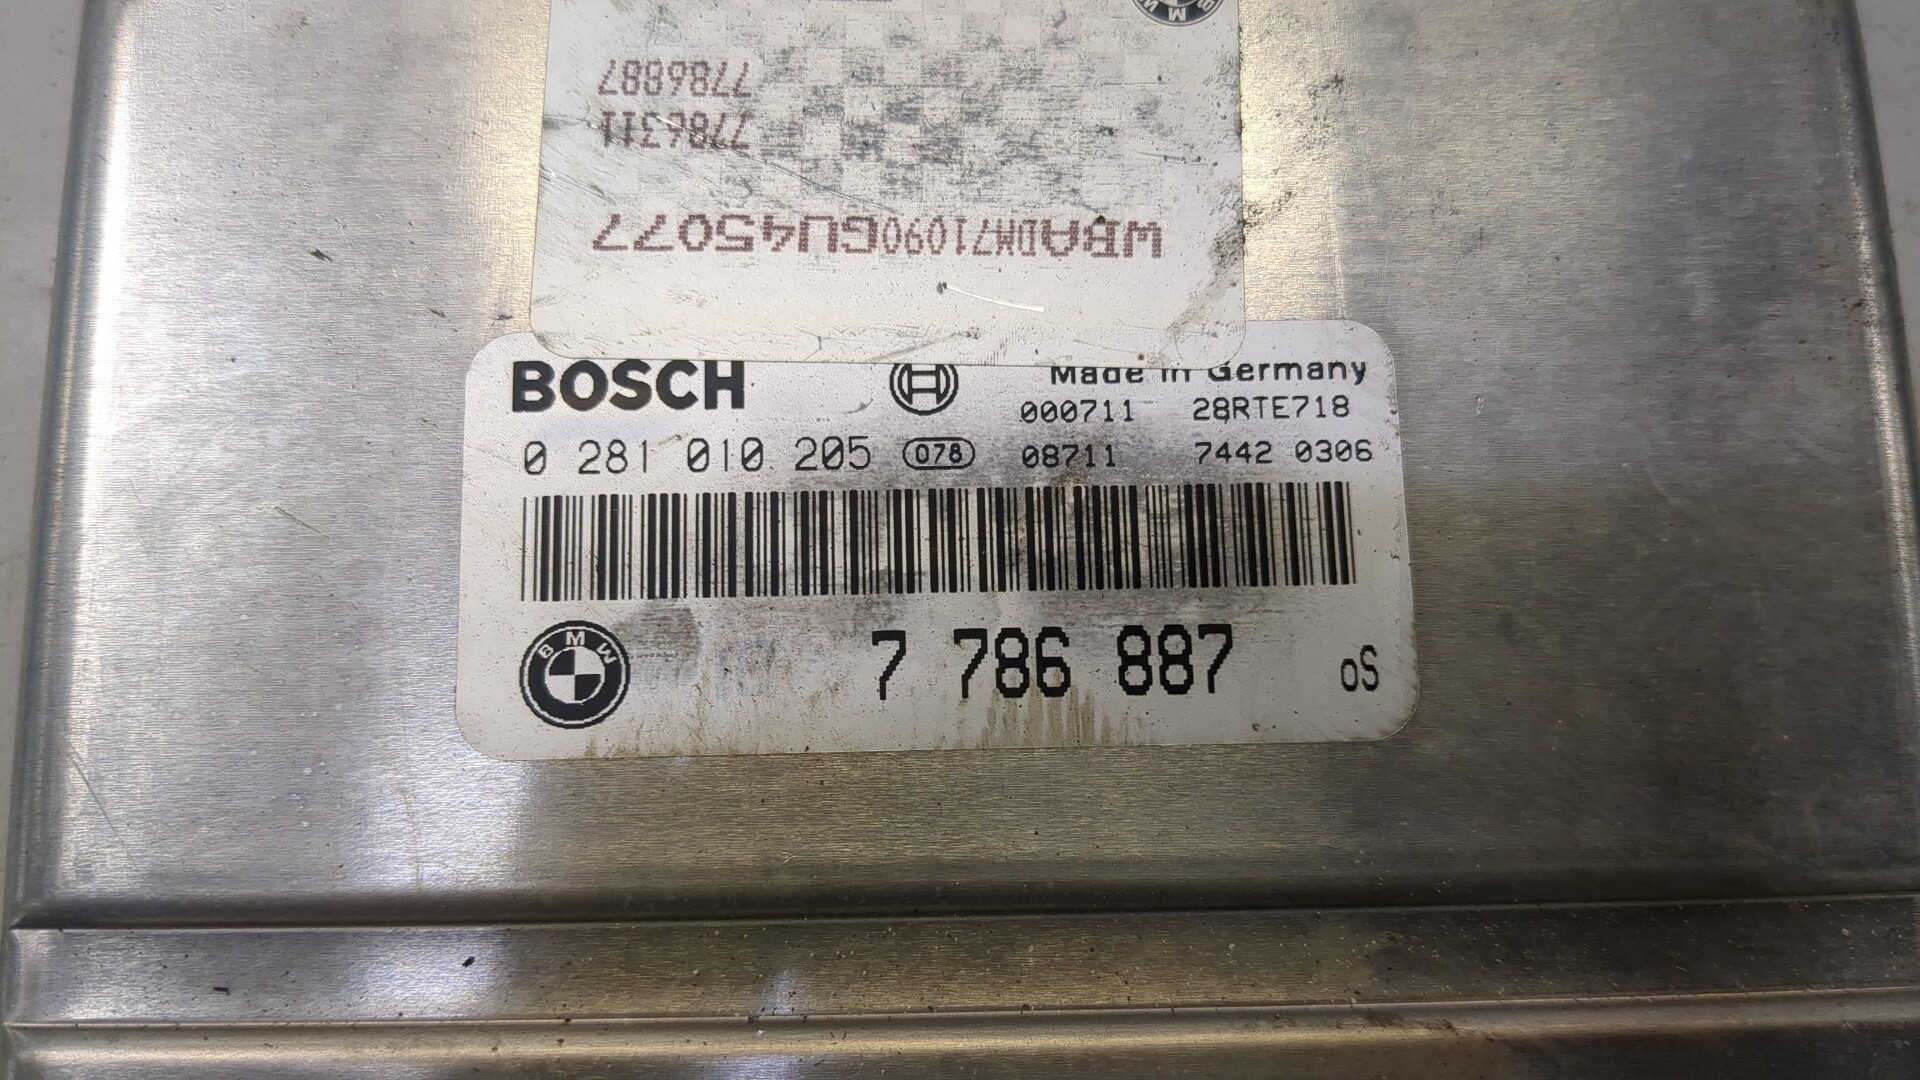 7786887
7786311
WBADM71090GU45077
BOSCH
Made in Germany
000711 28RTE718
0 281 010 205 078 08711 7442 0306
BMW 7 786 887 oS